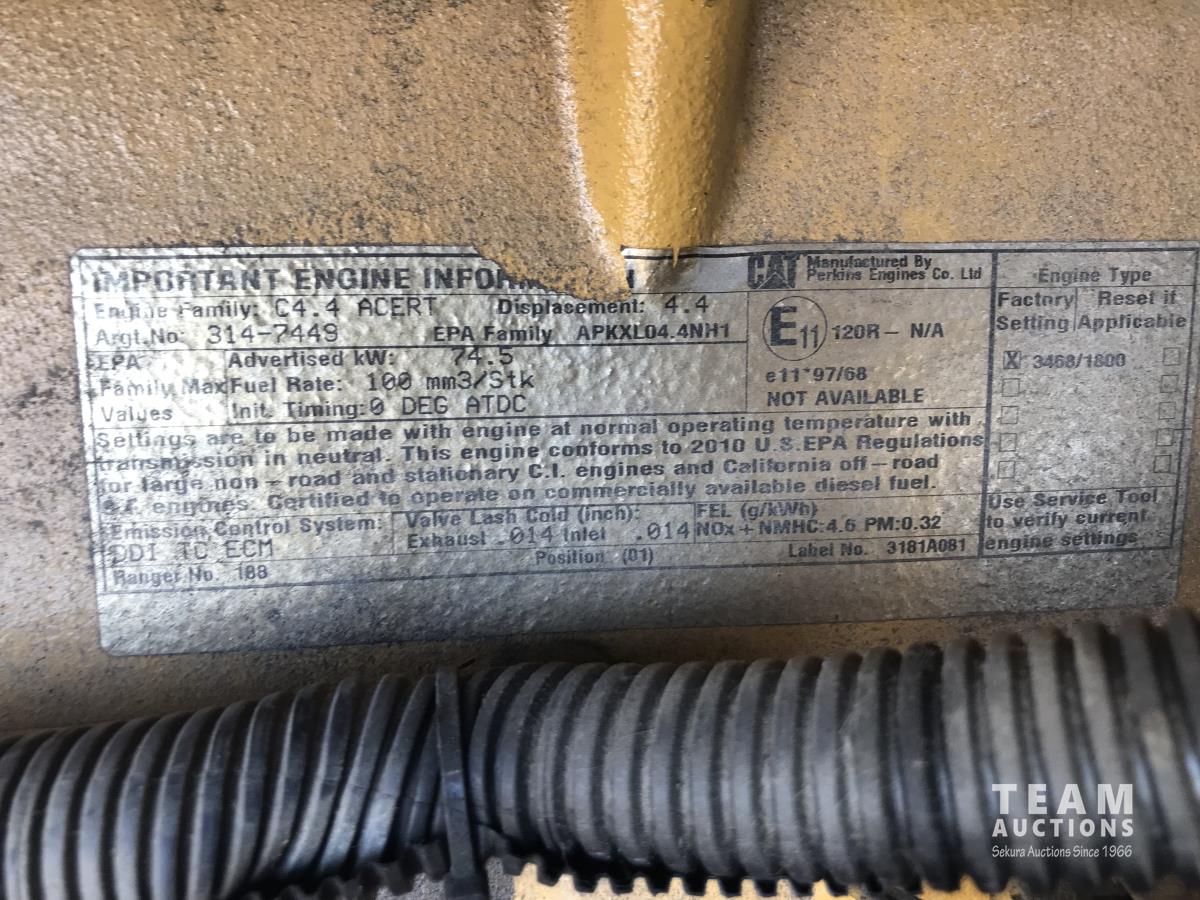 IMPORTANT ENGINE INFOR
Engine Family: C4.4 ACERT Displacement: 4.4
Argt.No: 314-7449 EPA Family APKXL04.4NH1
EPA Advertised kW: 74.5
Family Max Fuel Rate: 100 mm3/Stk
Values Init. Timing: 0 DEG ATDC
CAT Manufactured By
Perkins Engines Co. Ltd
E11 120R - N/A
e11*97/68
NOT AVAILABLE
Engine Type
Factory Reset if
Setting Applicable
X 3468/1800
Settings are to be made with engine at normal operating temperature with
transmission in neutral. This engine conforms to 2010 U.S.EPA Regulations
for large non-road and stationary C.I. engines and California off-road
engines. Certified to operate on commercially available diesel fuel.
Emission Control System: Valve Lash Cold (inch): FEL (g/kWh)
DDI TC ECM Exhaust .014 Inlet .014 NOx + NMHC:4.6 PM:0.32
Ranger No. 188 Position (01) Label No. 3181A081
Use Service Tool
to verify current
engine settings
TEAM
AUCTIONS
Sekura Auctions Since 1966